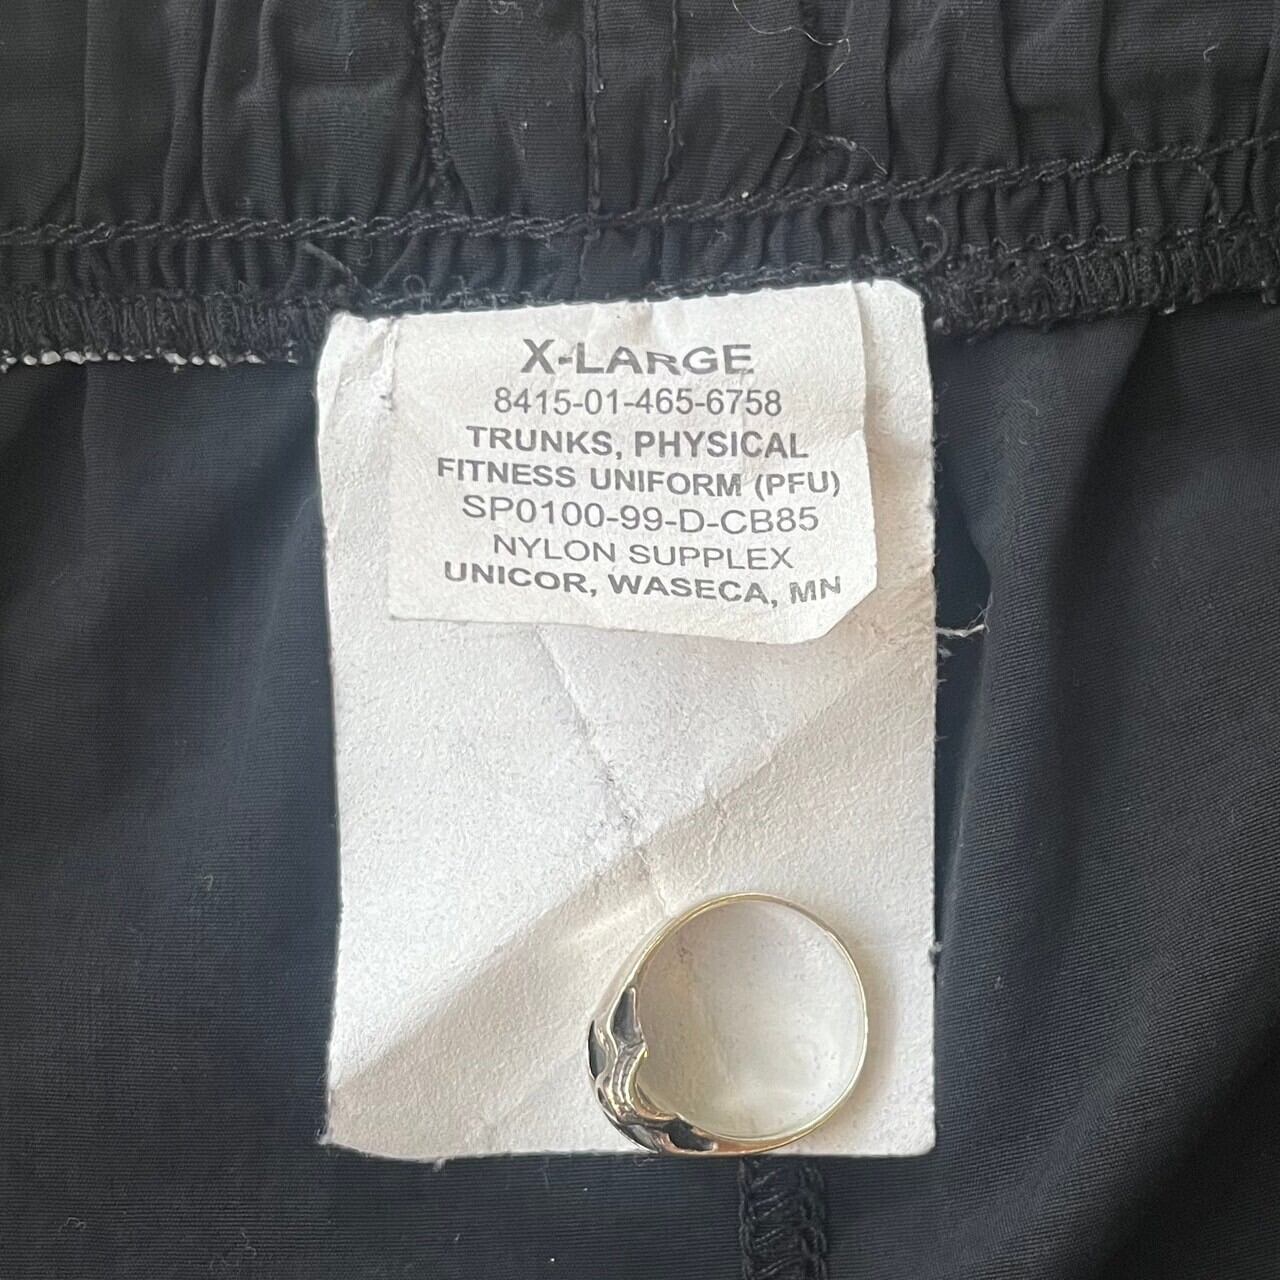 X-LARGE
8415-01-465-6758
TRUNKS, PHYSICAL
FITNESS UNIFORM (PFU)
SP0100-99-D-CB85
NYLON SUPPLEX
UNICOR, WASECA, MN